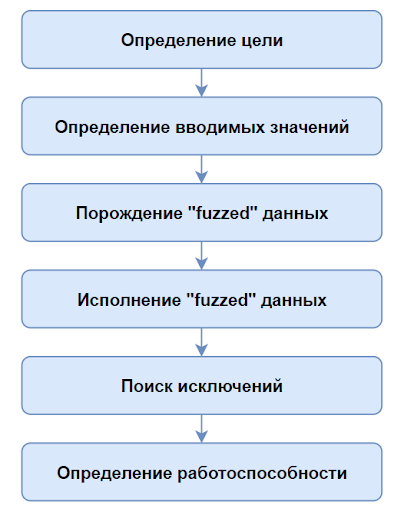 Определение цели
Определение вводимых значений
Порождение "fuzzed" данных
Исполнение "fuzzed" данных
Поиск исключений
Определение работоспособности